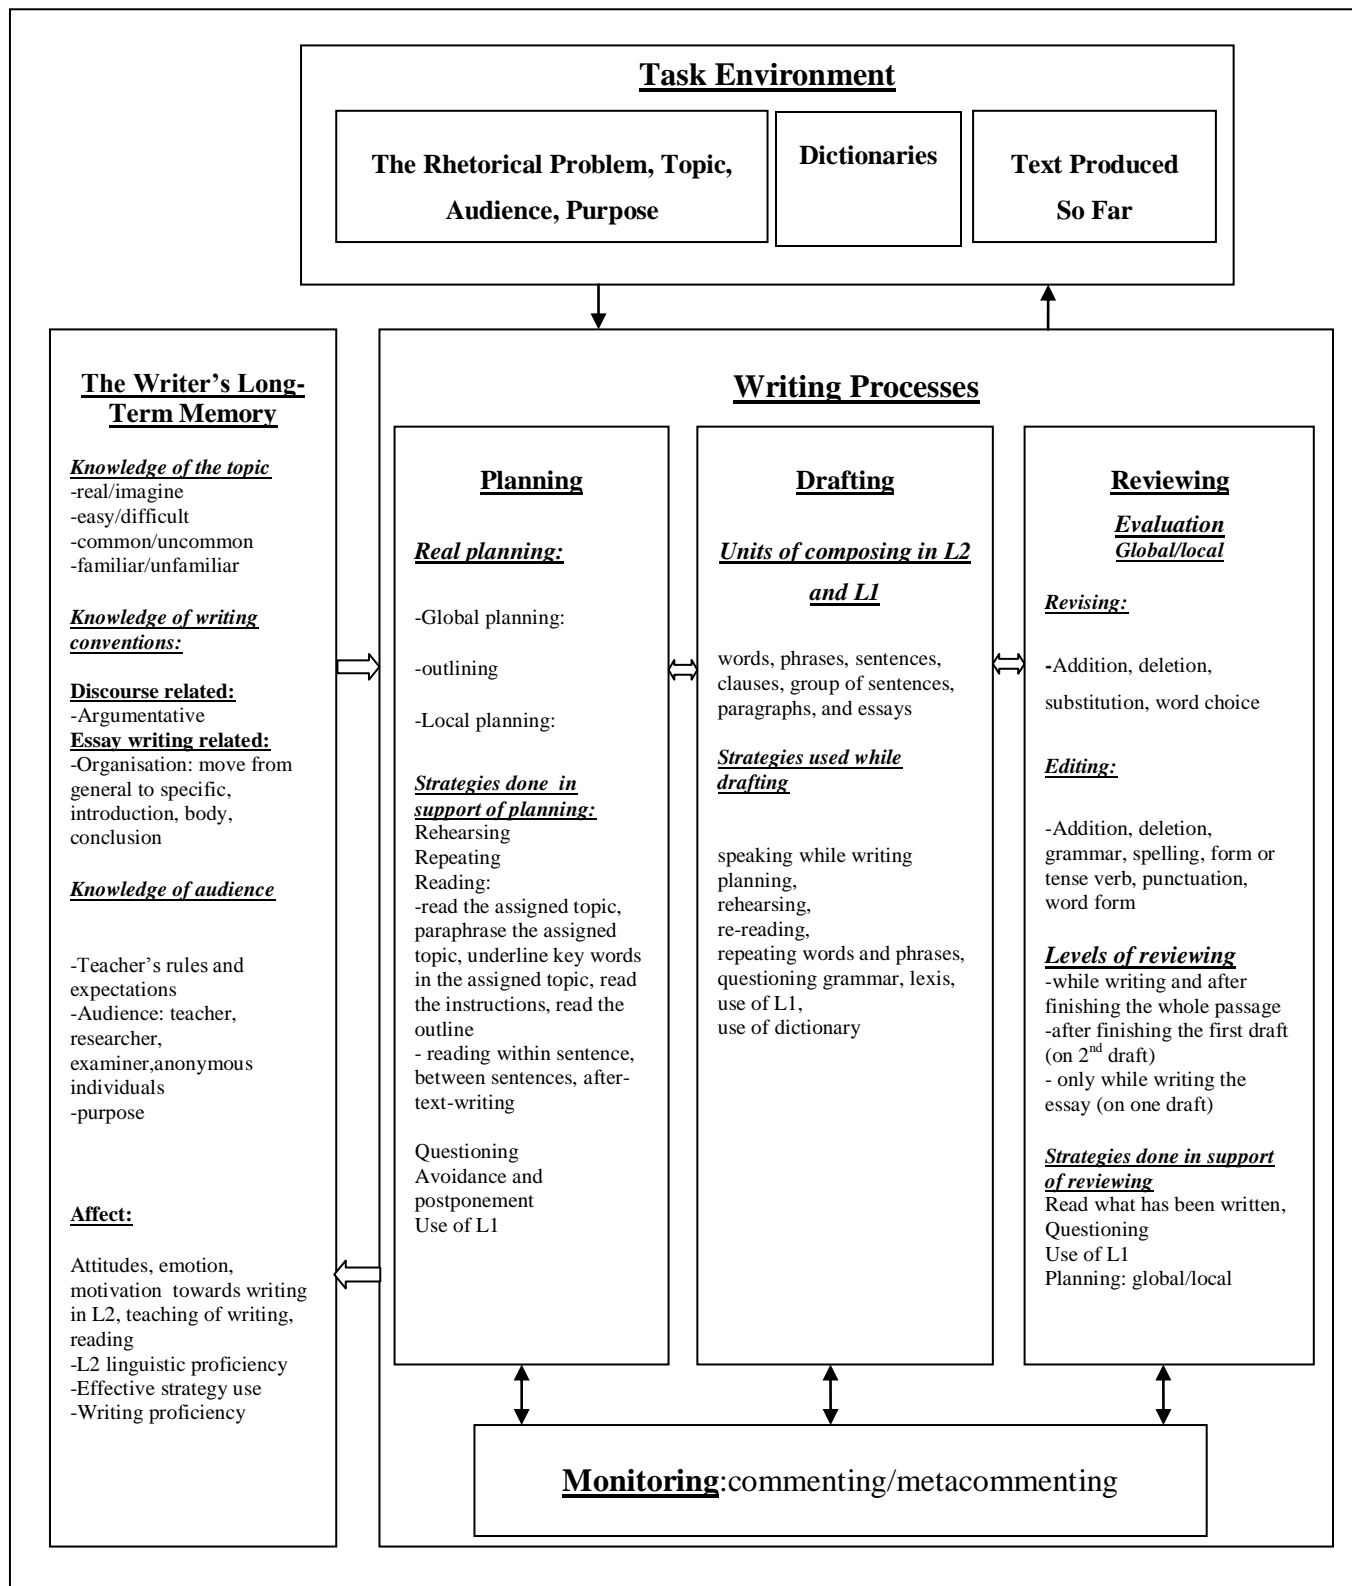 Task Environment
The Rhetorical Problem, Topic,
Audience, Purpose
Dictionaries
Text Produced
So Far
The Writer's Long-
Term Memory
Knowledge of the topic
-real/imagine
-easy/difficult
-common/uncommon
-familiar/unfamiliar
Knowledge of writing
conventions:
Discourse related:
-Argumentative
Essay writing related:
-Organisation: move from
general to specific,
introduction, body,
conclusion
Knowledge of audience
-Teacher's rules and
expectations
-Audience: teacher,
researcher,
examiner,anonymous
individuals
-purpose
Affect:
Attitudes, emotion,
motivation towards writing
in L2, teaching of writing,
reading
-L2 linguistic proficiency
-Effective strategy use
-Writing proficiency
Writing Processes
Planning
Real planning:
-Global planning:
-outlining
-Local planning:
Strategies done in
support of planning:
Rehearsing
Repeating
Reading:
-read the assigned topic,
paraphrase the assigned
topic, underline key words
in the assigned topic, read
the instructions, read the
outline
- reading within sentence,
between sentences, after-
text-writing
Questioning
Avoidance and
postponement
Use of L1
Drafting
Units of composing in L2
and L1
words, phrases, sentences,
clauses, group of sentences,
paragraphs, and essays
Strategies used while
drafting
speaking while writing
planning,
rehearsing,
re-reading,
repeating words and phrases,
questioning grammar, lexis,
use of L1,
use of dictionary
Reviewing
Evaluation
Global/local
Revising:
-Addition, deletion,
substitution, word choice
Editing:
-Addition, deletion,
grammar, spelling, form or
tense verb, punctuation,
word form
Levels of reviewing
-while writing and after
finishing the whole passage
-after finishing the first draft
(on 2nd draft)
- only while writing the
essay (on one draft)
Strategies done in support
of reviewing
Read what has been written,
Questioning
Use of L1
Planning: global/local
Monitoring:commenting/metacommenting